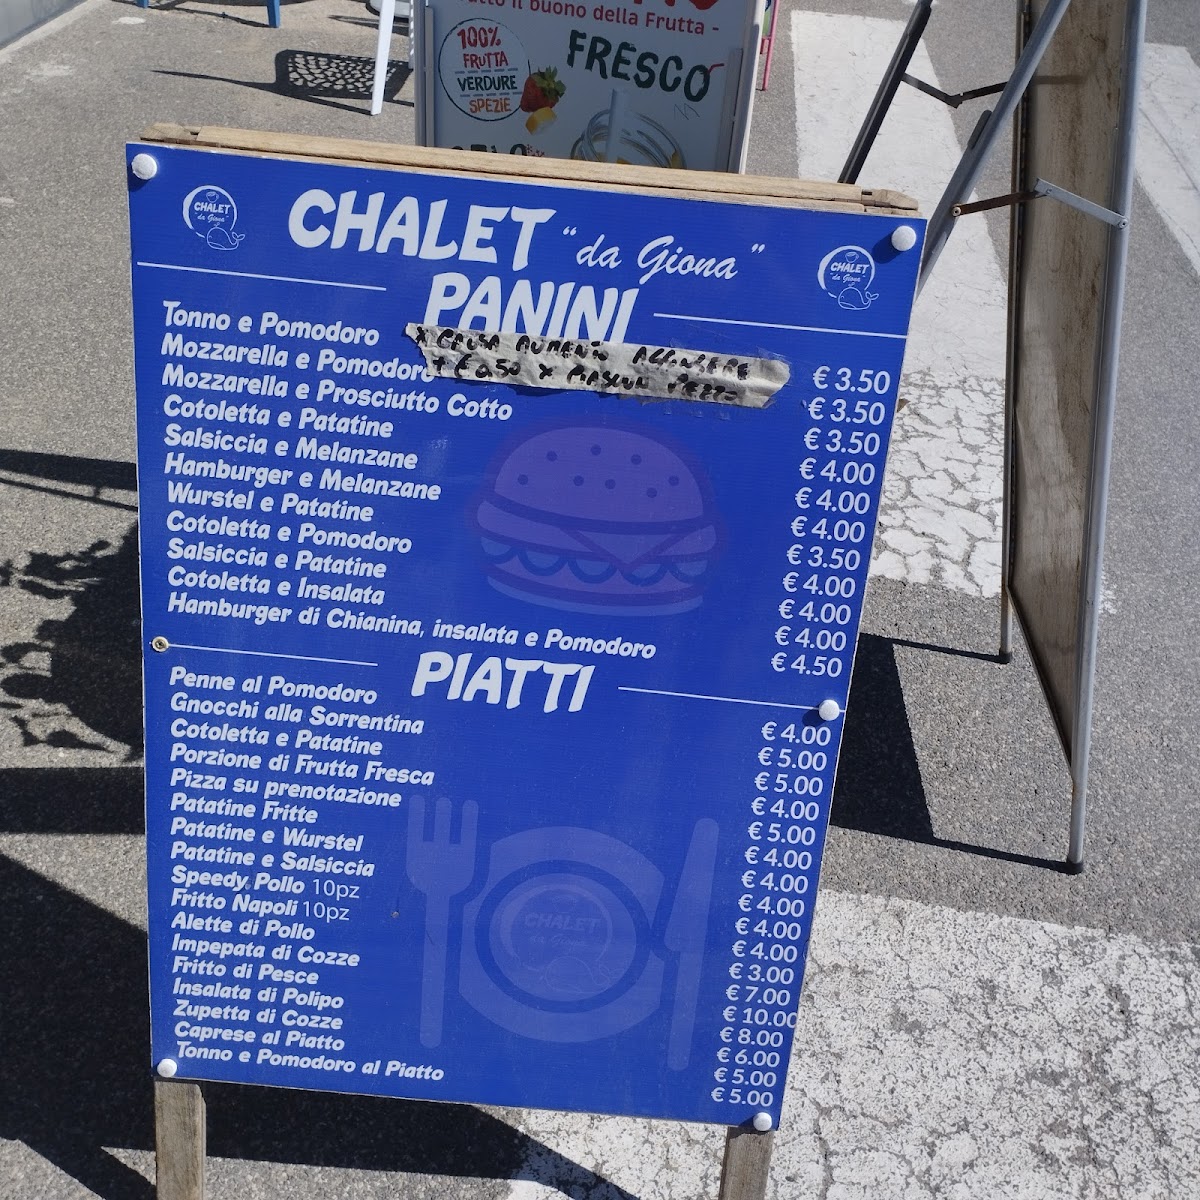 Tutto il buono della Frutta -
100%
FRUTTA
VERDURE
SPEZIE
FRESCO
CHALET "da Giona"
CHALET
"da Giona"
CHALET
"da Giona"
PANINI
X CAUSA AUMENTO AGGIUNGERE
+ € 0,50 X CIASCUN PEZZO
Tonno e Pomodoro € 3.50
Mozzarella e Pomodoro € 3.50
Mozzarella e Prosciutto Cotto € 3.50
Cotoletta e Patatine € 4.00
Salsiccia e Melanzane € 4.00
Hamburger e Melanzane € 4.00
Wurstel e Patatine € 3.50
Cotoletta e Pomodoro € 4.00
Salsiccia e Patatine € 4.00
Cotoletta e Insalata € 4.00
Hamburger di Chianina, insalata e Pomodoro € 4.50
PIATTI
Penne al Pomodoro € 4.00
Gnocchi alla Sorrentina € 5.00
Cotoletta e Patatine € 5.00
Porzione di Frutta Fresca € 4.00
Pizza su prenotazione € 5.00
Patatine Fritte € 4.00
Patatine e Wurstel € 4.00
Patatine e Salsiccia € 4.00
Speedy Pollo 10pz € 4.00
Fritto Napoli 10pz € 4.00
Alette di Pollo € 3.00
Impepata di Cozze € 7.00
Fritto di Pesce € 10.00
Insalata di Polipo € 8.00
Zupetta di Cozze € 6.00
Caprese al Piatto € 5.00
Tonno e Pomodoro al Piatto € 5.00
CHALET
da Giona